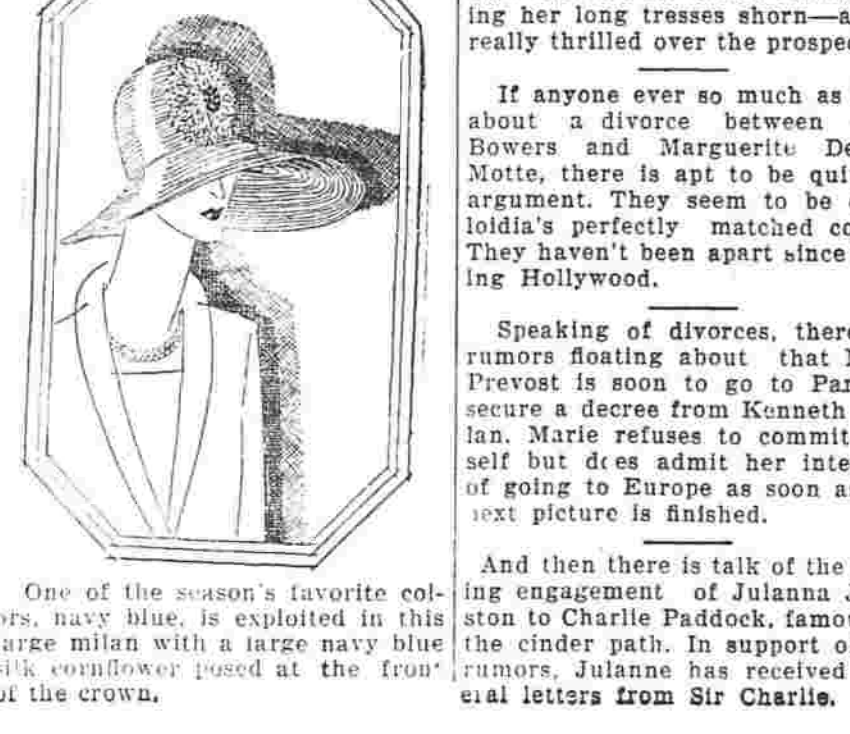 One of the season's favorite col-
ors, navy blue, is exploited in this
large milan with a large navy blue
silk cornflower posed at the front
of the crown.
ing her long tresses shorn—a
really thrilled over the prospe
If anyone ever so much as
about a divorce between
Bowers and Marguerite De
Motte, there is apt to be qui
argument. They seem to be
loidia's perfectly matched co
They haven't been apart since
ing Hollywood.
Speaking of divorces, there
rumors floating about that
Prevost is soon to go to Par
secure a decree from Kenneth
lan. Marie refuses to commit
self but does admit her inte
of going to Europe as soon a
next picture is finished.
And then there is talk of the
ing engagement of Julanna J
ston to Charlie Paddock, famou
the cinder path. In support o
rumors, Julanne has received
eral letters from Sir Charlie.